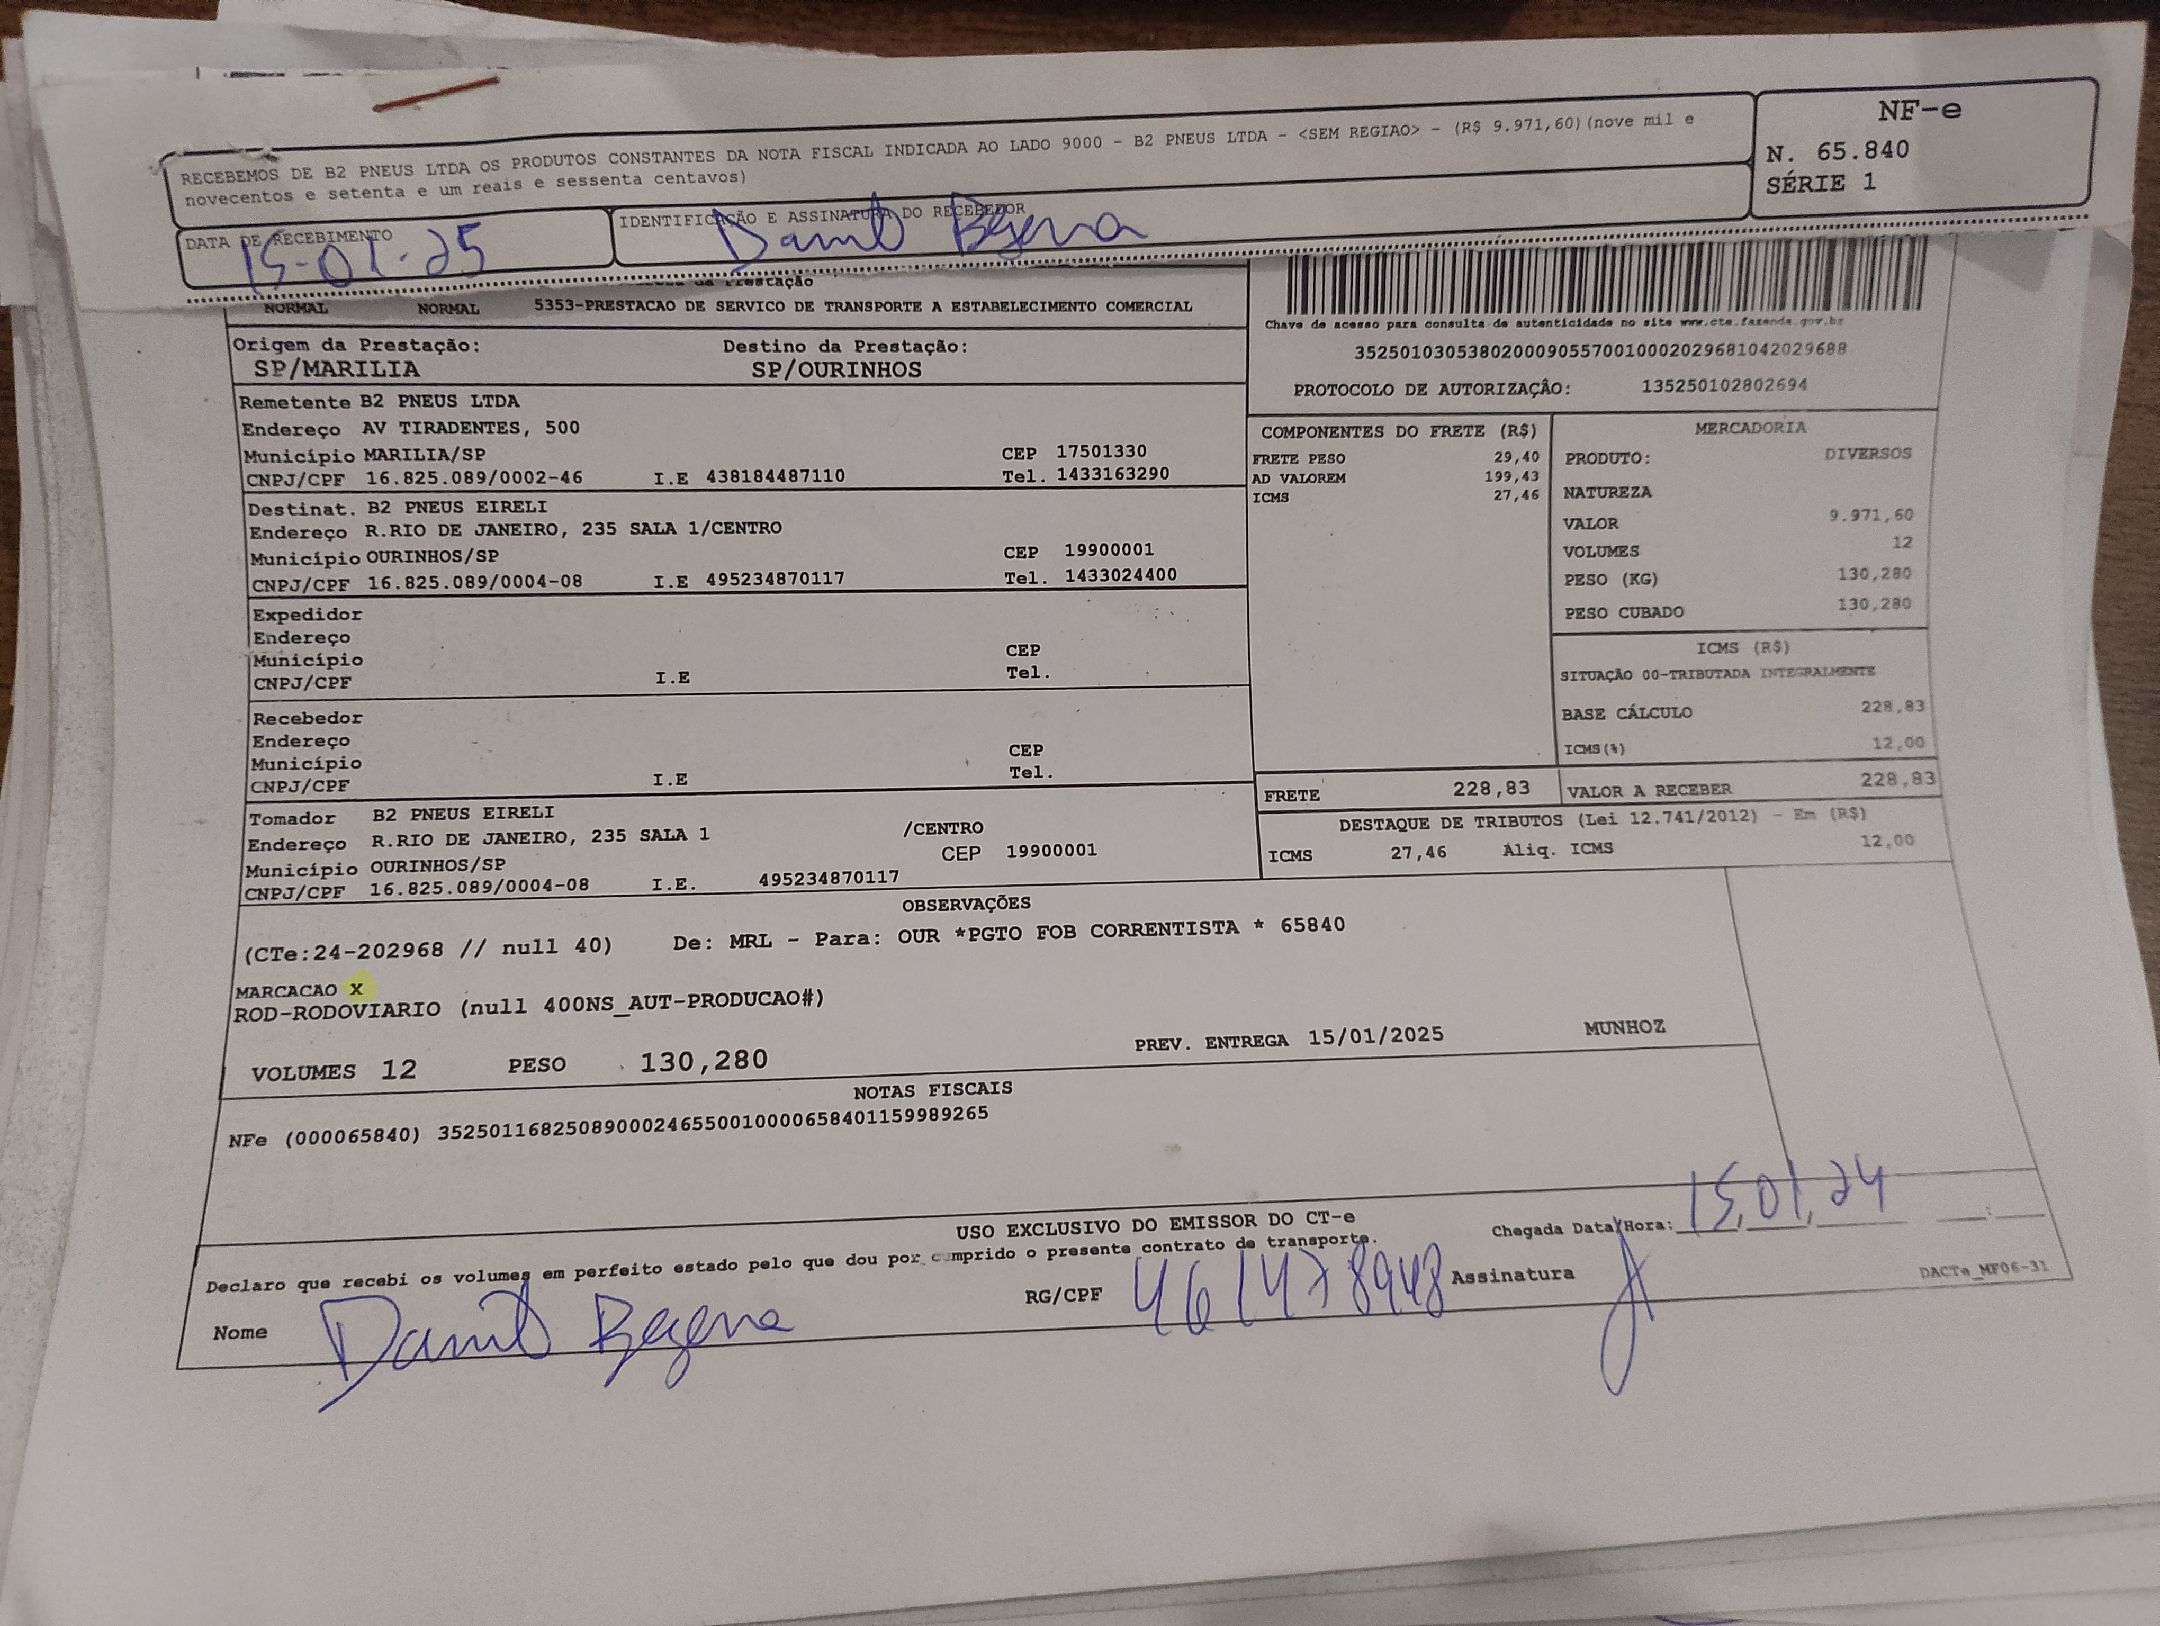 NF-e
N. 65.840
SÉRIE 1
RECEBEMOS DE B2 PNEUS LTDA OS PRODUTOS CONSTANTES DA NOTA FISCAL INDICADA AO LADO 9000 - B2 PNEUS LTDA - <SEM REGIAO> - (R$ 9.971,60)(nove mil e
novecentos e setenta e um reais e sessenta centavos)
DATA DE RECEBIMENTO
15-01-25
IDENTIFICAÇÃO E ASSINATURA DO RECEBEDOR
da Prestação
NORMAL NORMAL 5353-PRESTACAO DE SERVICO DE TRANSPORTE A ESTABELECIMENTO COMERCIAL
Origem da Prestação: Destino da Prestação:
SP/MARILIA SP/OURINHOS
Remetente B2 PNEUS LTDA
Endereço AV TIRADENTES, 500
Município MARILIA/SP CEP 17501330
CNPJ/CPF 16.825.089/0002-46 I.E 438184487110 Tel. 1433163290
Destinat. B2 PNEUS EIRELI
Endereço R.RIO DE JANEIRO, 235 SALA 1/CENTRO
Município OURINHOS/SP CEP 19900001
CNPJ/CPF 16.825.089/0004-08 I.E 495234870117 Tel. 1433024400
Expedidor
Endereço
Município CEP
CNPJ/CPF I.E Tel.
Recebedor
Endereço
Município CEP
CNPJ/CPF I.E Tel.
Tomador B2 PNEUS EIRELI
Endereço R.RIO DE JANEIRO, 235 SALA 1 /CENTRO
Município OURINHOS/SP CEP 19900001
CNPJ/CPF 16.825.089/0004-08 I.E. 495234870117
Chave de acesso para consulta de autenticidade no site www.cte.fazenda.gov.br
35250103053802000905570010002029681042029688
PROTOCOLO DE AUTORIZAÇÂO: 135250102802694
COMPONENTES DO FRETE (R$)
FRETE PESO 29,40
AD VALOREM 199,43
ICMS 27,46
MERCADORIA
PRODUTO: DIVERSOS
NATUREZA
VALOR 9.971,60
VOLUMES 12
PESO (KG) 130,280
PESO CUBADO 130,280
ICMS (R$)
SITUAÇÃO 00-TRIBUTADA INTEGRALMENTE
BASE CÁLCULO 228,83
ICMS(%) 12,00
FRETE 228,83 VALOR A RECEBER 228,83
DESTAQUE DE TRIBUTOS (Lei 12.741/2012) - Em (R$)
ICMS 27,46 Aliq. ICMS 12,00
OBSERVAÇÕES
(CTe:24-202968 // null 40) De: MRL - Para: OUR *PGTO FOB CORRENTISTA * 65840
MARCACAO X
ROD-RODOVIARIO (null 400NS_AUT-PRODUCAO#)
VOLUMES 12 PESO 130,280 PREV. ENTREGA 15/01/2025 MUNHOZ
NOTAS FISCAIS
NFe (000065840) 35250116825089000246550010000658401159989265
USO EXCLUSIVO DO EMISSOR DO CT-e
Chegada Data/Hora: 15,01,24
Declaro que recebi os volumes em perfeito estado pelo que dou por cumprido o presente contrato de transporte.
Nome RG/CPF Assinatura
DACTe_MF06-31